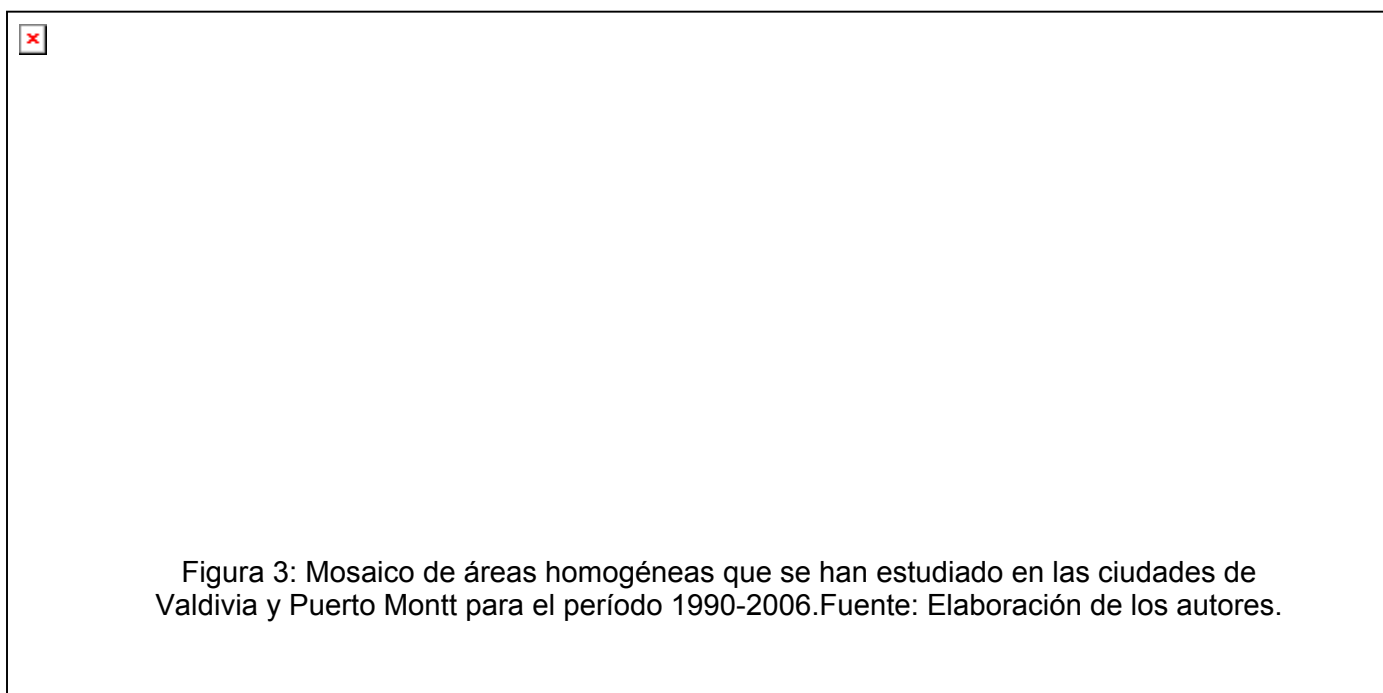 Figura 3: Mosaico de áreas homogéneas que se han estudiado en las ciudades de
Valdivia y Puerto Montt para el período 1990-2006.Fuente: Elaboración de los autores.